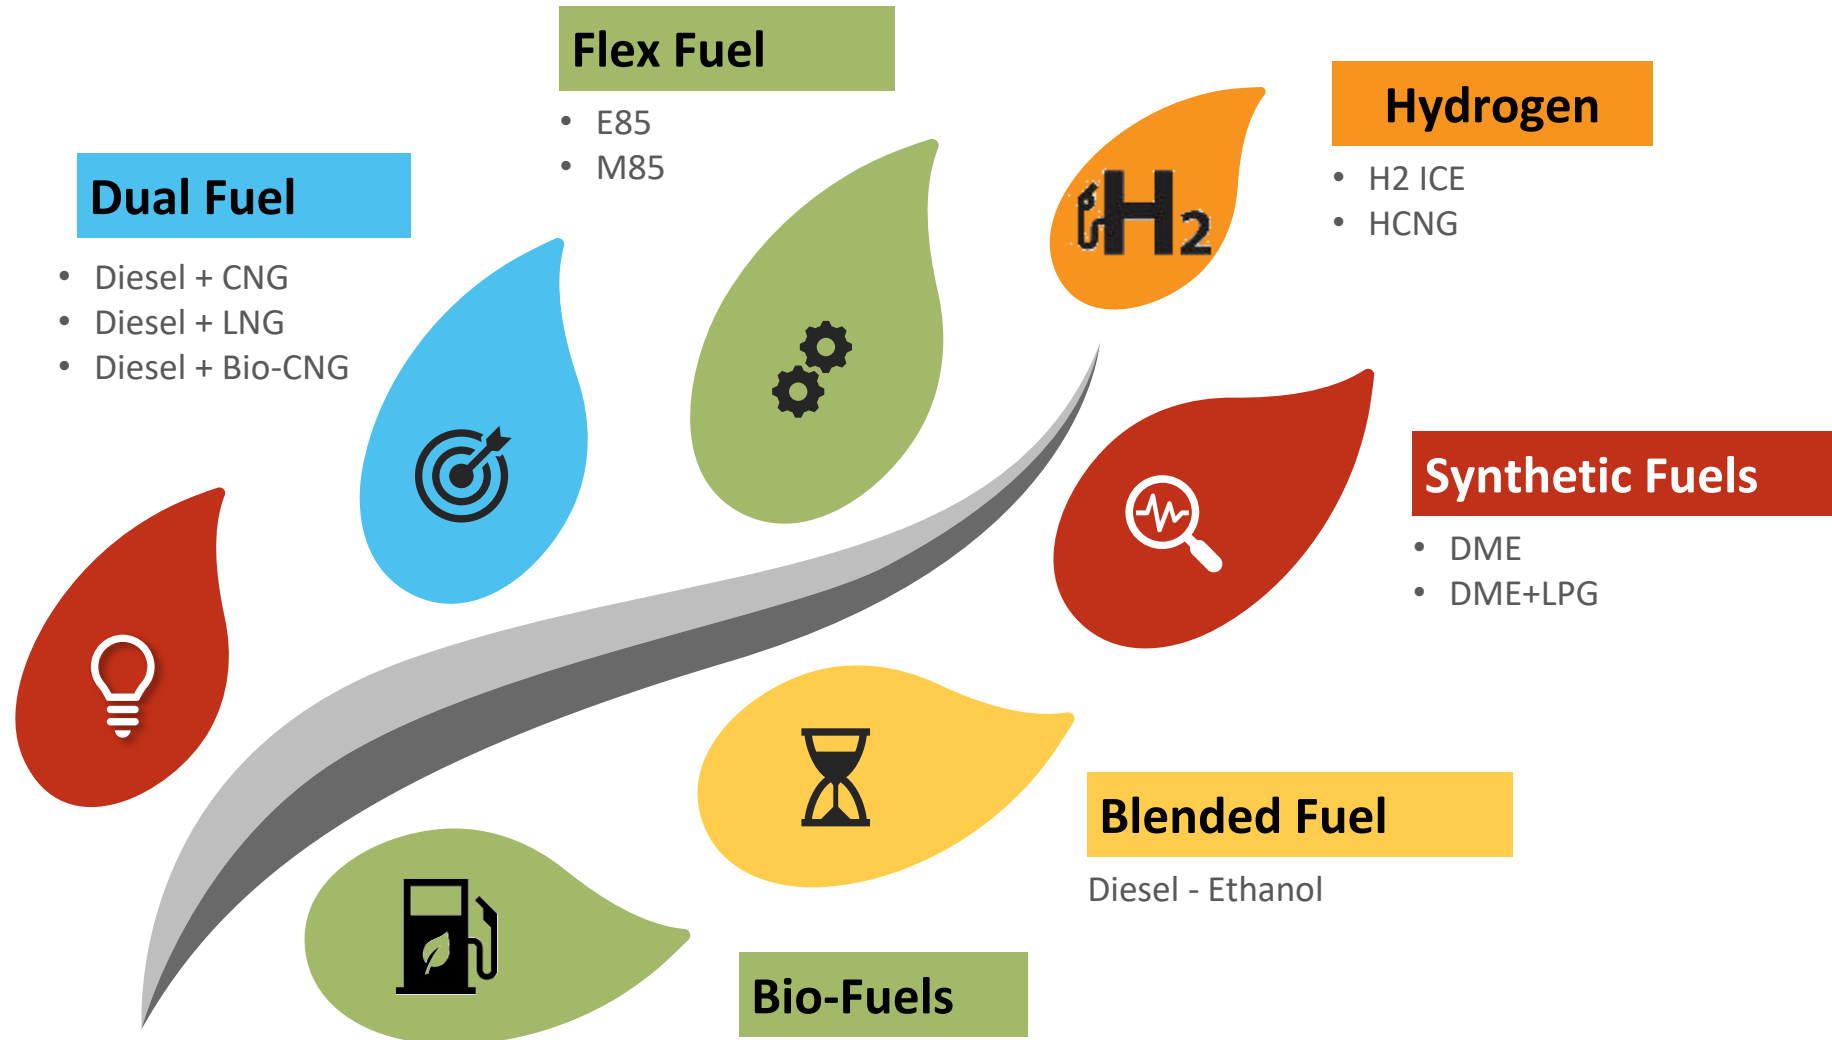 Flex Fuel
• E85
• M85
Hydrogen
• H2 ICE
• HCNG
Dual Fuel
• Diesel + CNG
• Diesel + LNG
• Diesel + Bio-CNG
H2
Synthetic Fuels
• DME
• DME+LPG
Blended Fuel
Diesel - Ethanol
Bio-Fuels